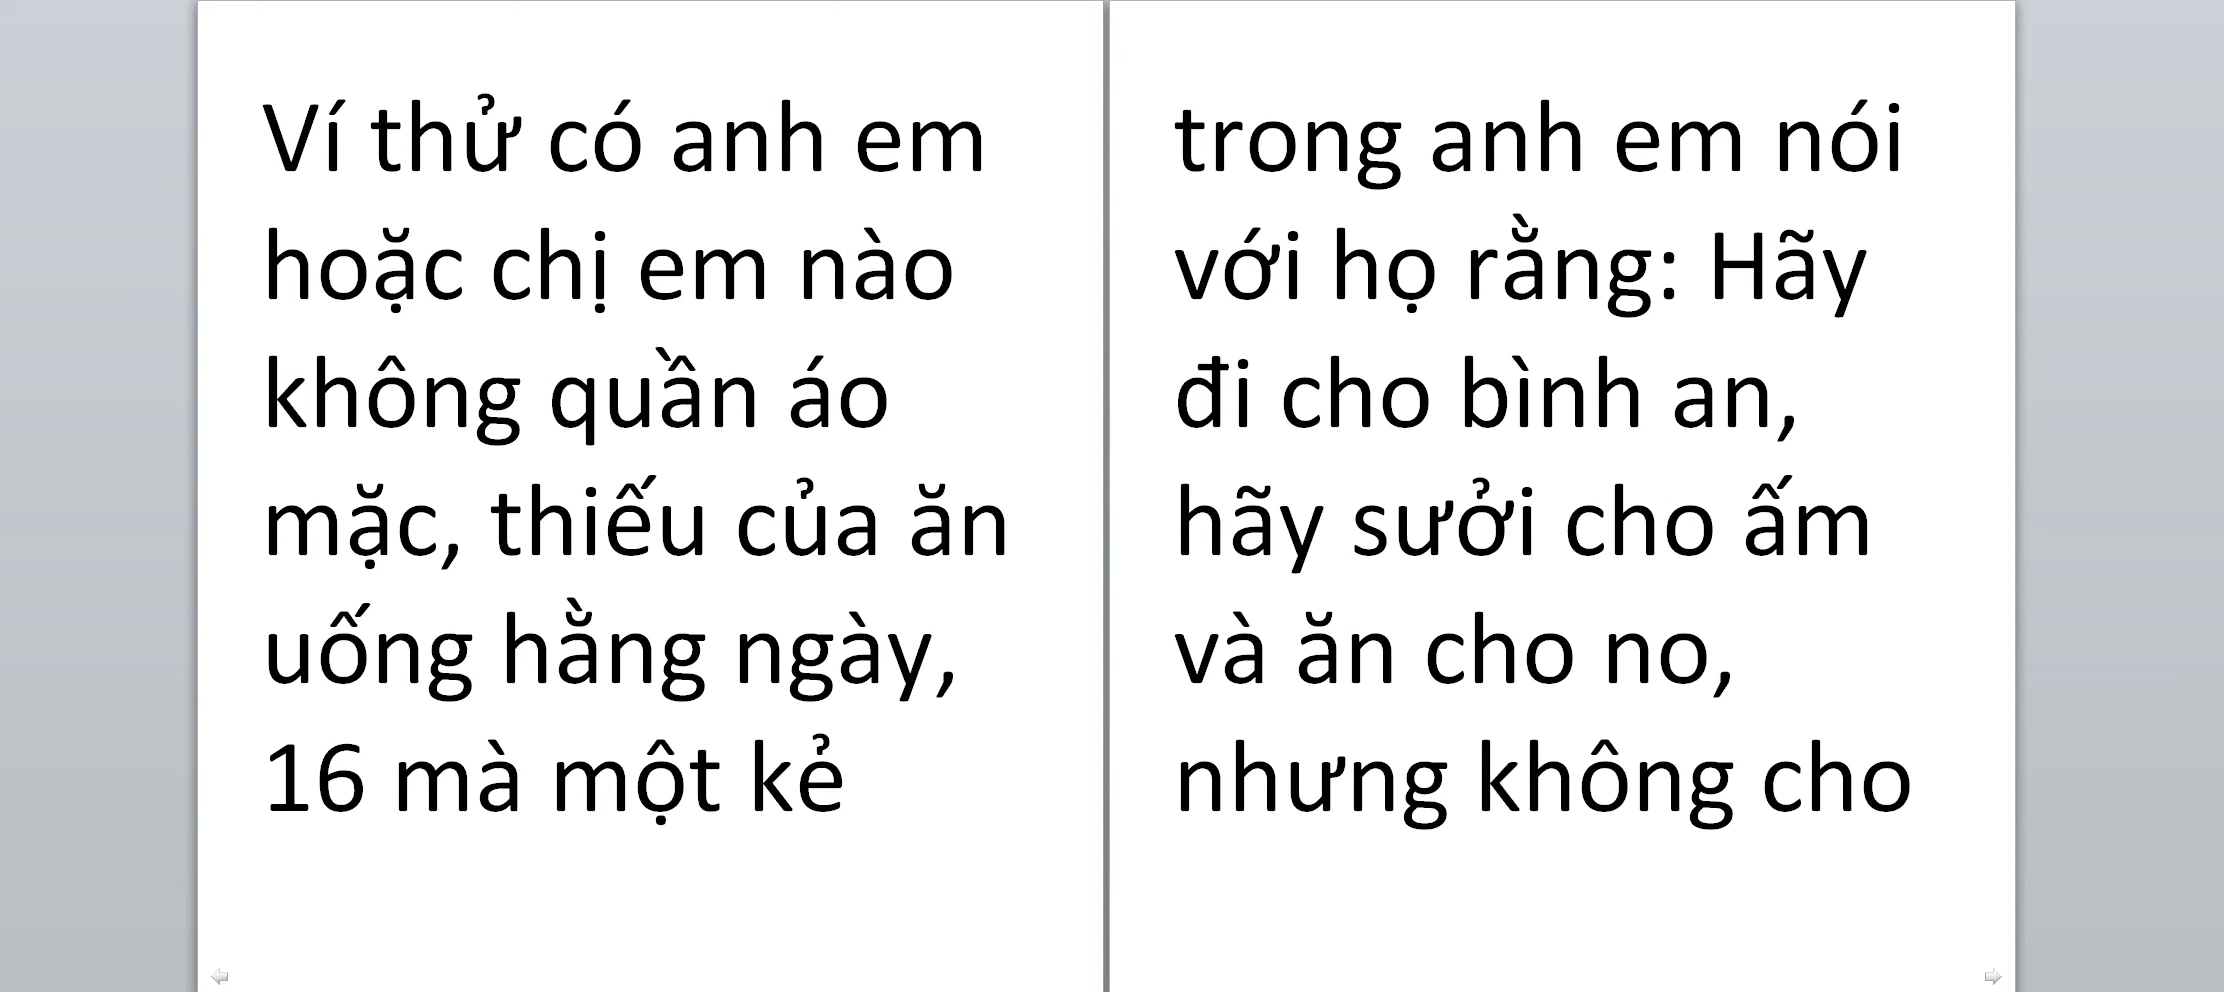 Ví thử có anh em
hoặc chị em nào
không quần áo
mặc, thiếu của ăn
uống hằng ngày,
16 mà một kẻ
trong anh em nói
với họ rằng: Hãy
đi cho bình an,
hãy sưởi cho ấm
và ăn cho no,
nhưng không cho